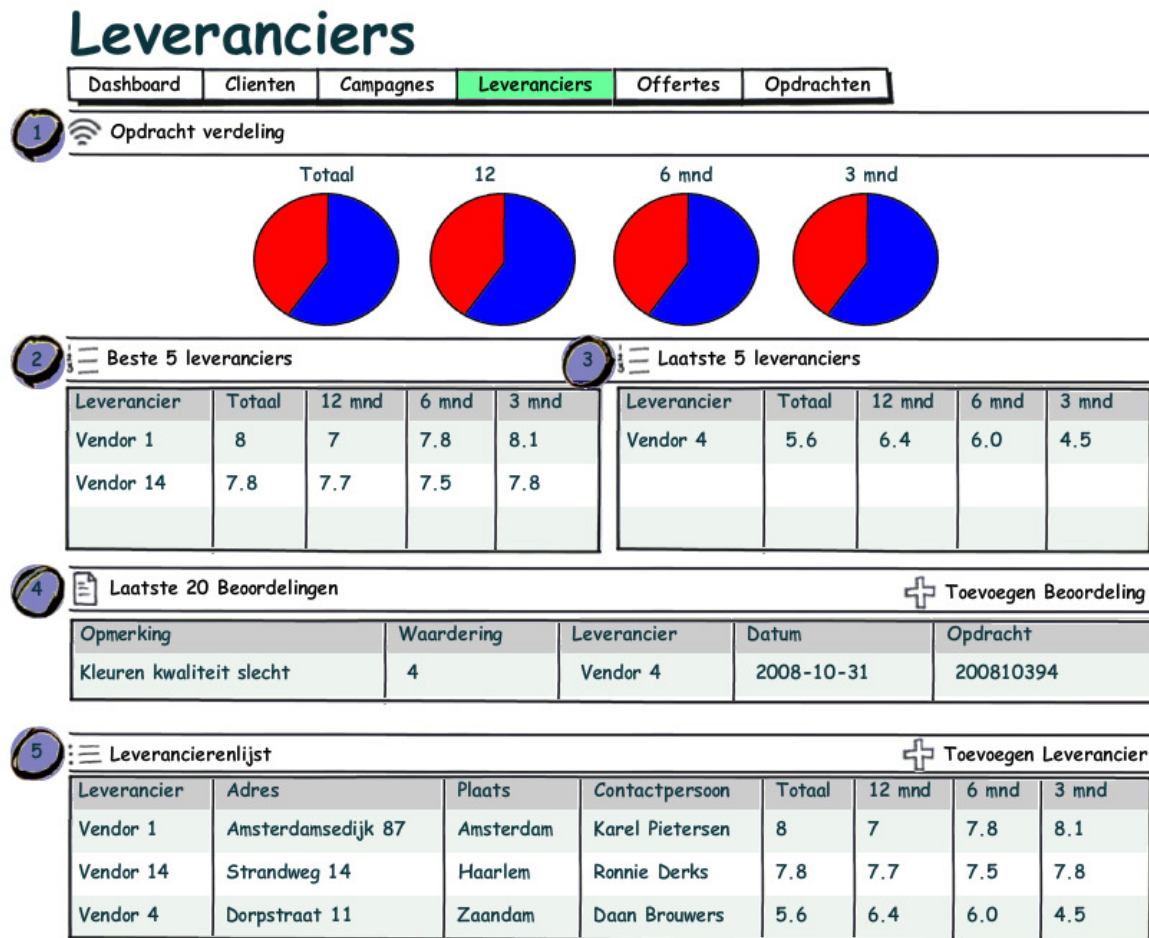 Leveranciers
Dashboard Clienten Campagnes Leveranciers Offertes Opdrachten
1 Opdracht verdeling
Totaal 12 6 mnd 3 mnd
2 Beste 5 leveranciers
Leverancier Totaal 12 mnd 6 mnd 3 mnd
Vendor 1 8 7 7.8 8.1
Vendor 14 7.8 7.7 7.5 7.8
3 Laatste 5 leveranciers
Leverancier Totaal 12 mnd 6 mnd 3 mnd
Vendor 4 5.6 6.4 6.0 4.5
4 Laatste 20 Beoordelingen Toevoegen Beoordeling
Opmerking Waardering Leverancier Datum Opdracht
Kleuren kwaliteit slecht 4 Vendor 4 2008-10-31 200810394
5 Leverancierenlijst Toevoegen Leverancier
Leverancier Adres Plaats Contactpersoon Totaal 12 mnd 6 mnd 3 mnd
Vendor 1 Amsterdamsedijk 87 Amsterdam Karel Pietersen 8 7 7.8 8.1
Vendor 14 Strandweg 14 Haarlem Ronnie Derks 7.8 7.7 7.5 7.8
Vendor 4 Dorpstraat 11 Zaandam Daan Brouwers 5.6 6.4 6.0 4.5